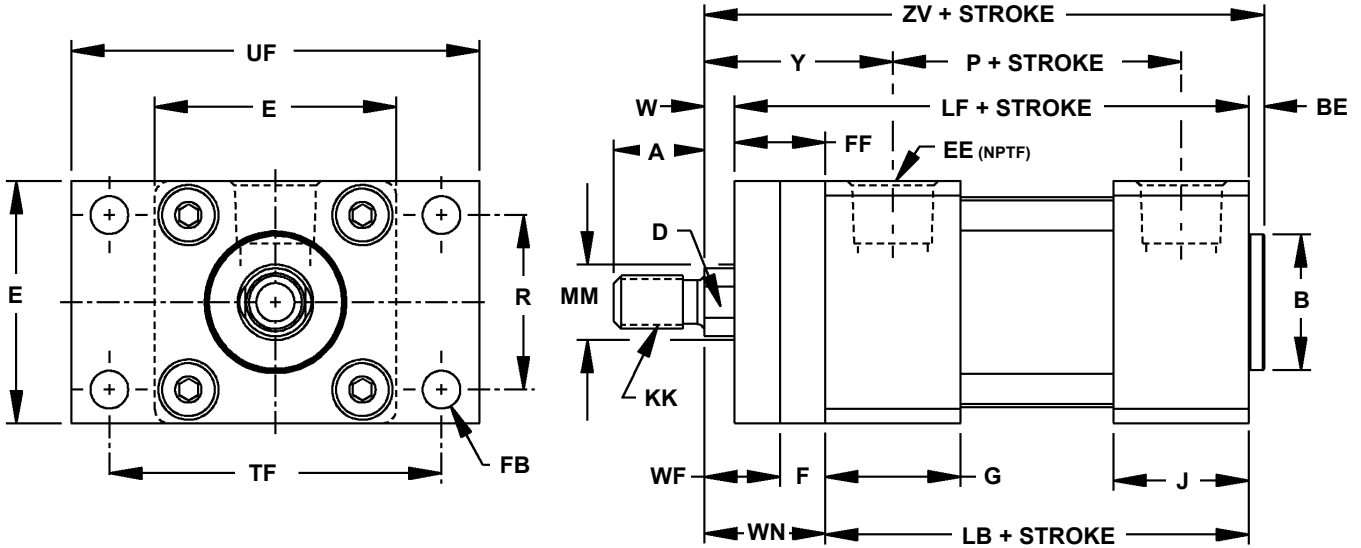 UF
E
E
R
TF
FB
ZV + STROKE
Y
P + STROKE
W
LF + STROKE
BE
A
FF
EE (NPTF)
D
MM
B
KK
WF
F
G
J
WN
LB + STROKE